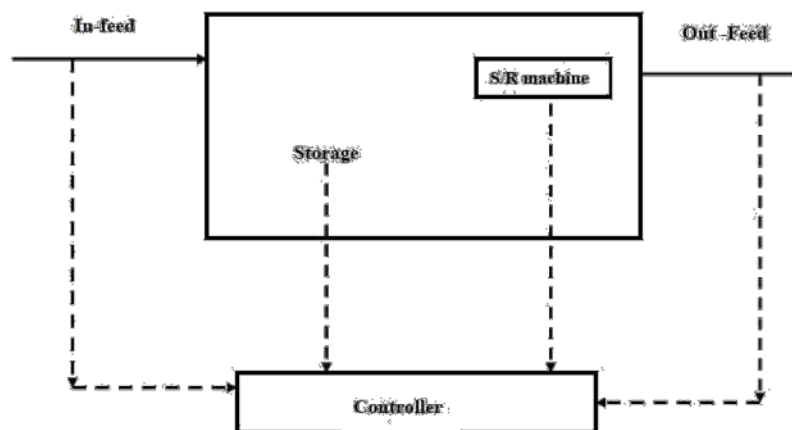 In-feed
Out -Feed
S/R machine
Storage
Controller